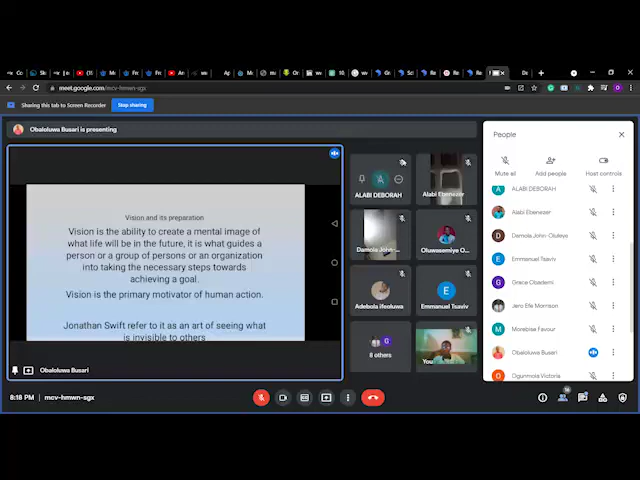 meet.google.com/mcv-hmwn-sgx
Sharing this tab to Screen Recorder
Stop sharing
Obaloluwa Busari is presenting
Vision and its preparation
Vision is the ability to create a mental image of
what life will be in the future, it is what guides a
person or a group of persons or an organization
into taking the necessary steps towards
achieving a goal.
Vision is the primary motivator of human action.
Jonathan Swift refer to it as an art of seeing what
is invisible to others
Obaloluwa Busari
ALABI DEBORAH
Alabi Ebenezer
Damola John-...
Oluwasemiye O...
Adebola ifeoluwa
Emmanuel Tsaviv
8 others
You
People
Mute all
Add people
Host controls
ALABI DEBORAH
Alabi Ebenezer
Damola John-Oluleye
Emmanuel Tsaviv
Grace Obademi
Jero Efe Morrison
Morebise Favour
Obaloluwa Busari
Ogunmola Victoria
8:18 PM | mcv-hmwn-sgx